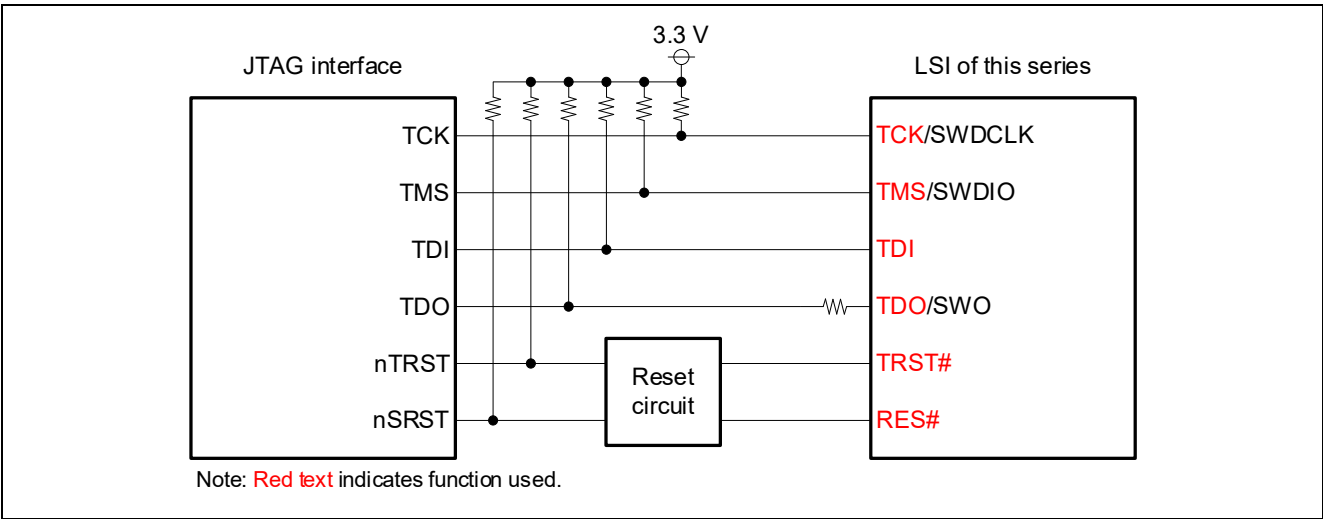 3.3 V
JTAG interface
LSI of this series
TCK
TCK/SWDCLK
TMS
TMS/SWDIO
TDI
TDI
TDO
TDO/SWO
nTRST
Reset
circuit
TRST#
nSRST
RES#
Note: Red text indicates function used.